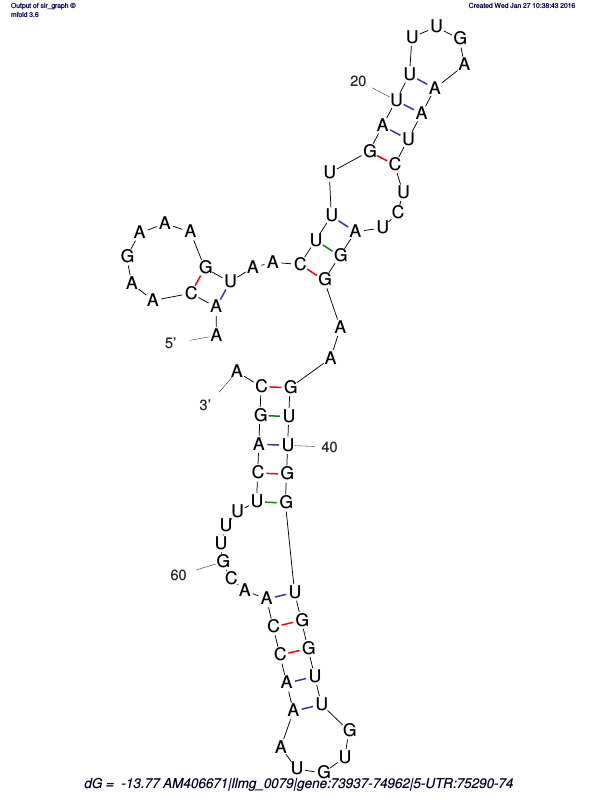 Output of sir_graph ©
mfold 3.6
Created Wed Jan 27 10:38:43 2016
U U G
A
U A
20 U A
A U
G C
U U
C
U A U
A A A
U G
G G U A A C G
A A C A
A
5' A
A
A C G
3' G U
A U 40
C G
U G
U
U
U
60 G
C
A A U
C G
C G
A U
A U
G
A U
U G
dG = -13.77 AM406671|llmg_0079|gene:73937-74962|5-UTR:75290-74